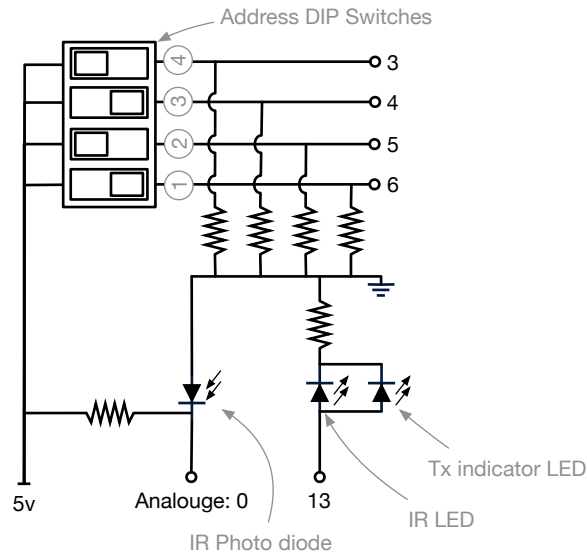 Address DIP Switches
4
3
3
4
2
5
1
6
5v
Analouge: 0
13
Tx indicator LED
IR LED
IR Photo diode